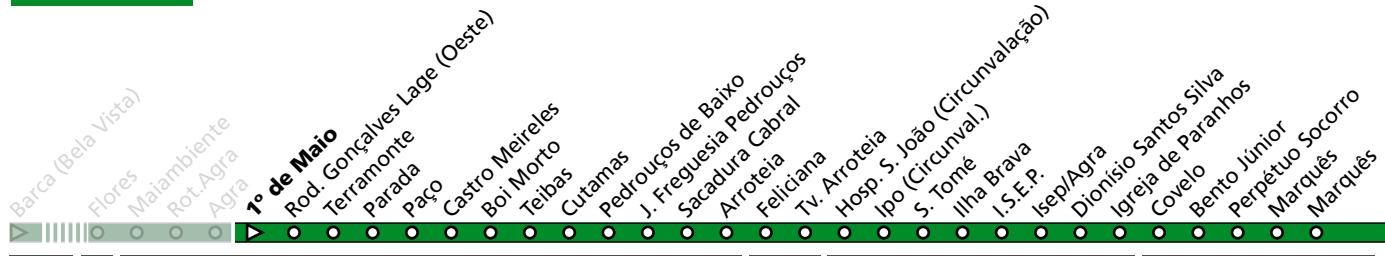 Barca (Bela Vista)
Flores
Maiambiente
Rot.Agra
Agra
1º de Maio
Rod. Gonçalves Lage (Oeste)
Terramonte
Parada
Paço
Castro Meireles
Boi Morto
Teibas
Cutamas
Pedrouços de Baixo
J. Freguesia Pedrouços
Sacadura Cabral
Arroteia
Feliciana
Tv. Arroteia
Hosp. S. João (Circunvalação)
Ipo (Circunval.)
S. Tomé
Ilha Brava
I.S.E.P.
Isep/Agra
Dionisio Santos Silva
Igreja de Paranhos
Covelo
Bento Júnior
Perpétuo Socorro
Marquês
Marquês